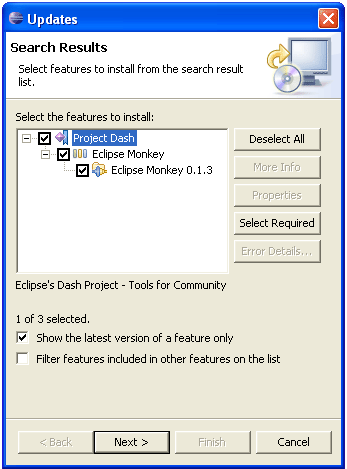 Updates
Search Results
Select features to install from the search result
list.
Select the features to install:
Project Dash
Eclipse Monkey
Eclipse Monkey 0.1.3
Deselect All
More Info
Properties
Select Required
Error Details...
Eclipse's Dash Project - Tools for Community
1 of 3 selected.
Show the latest version of a feature only
Filter features included in other features on the list
< Back
Next >
Finish
Cancel